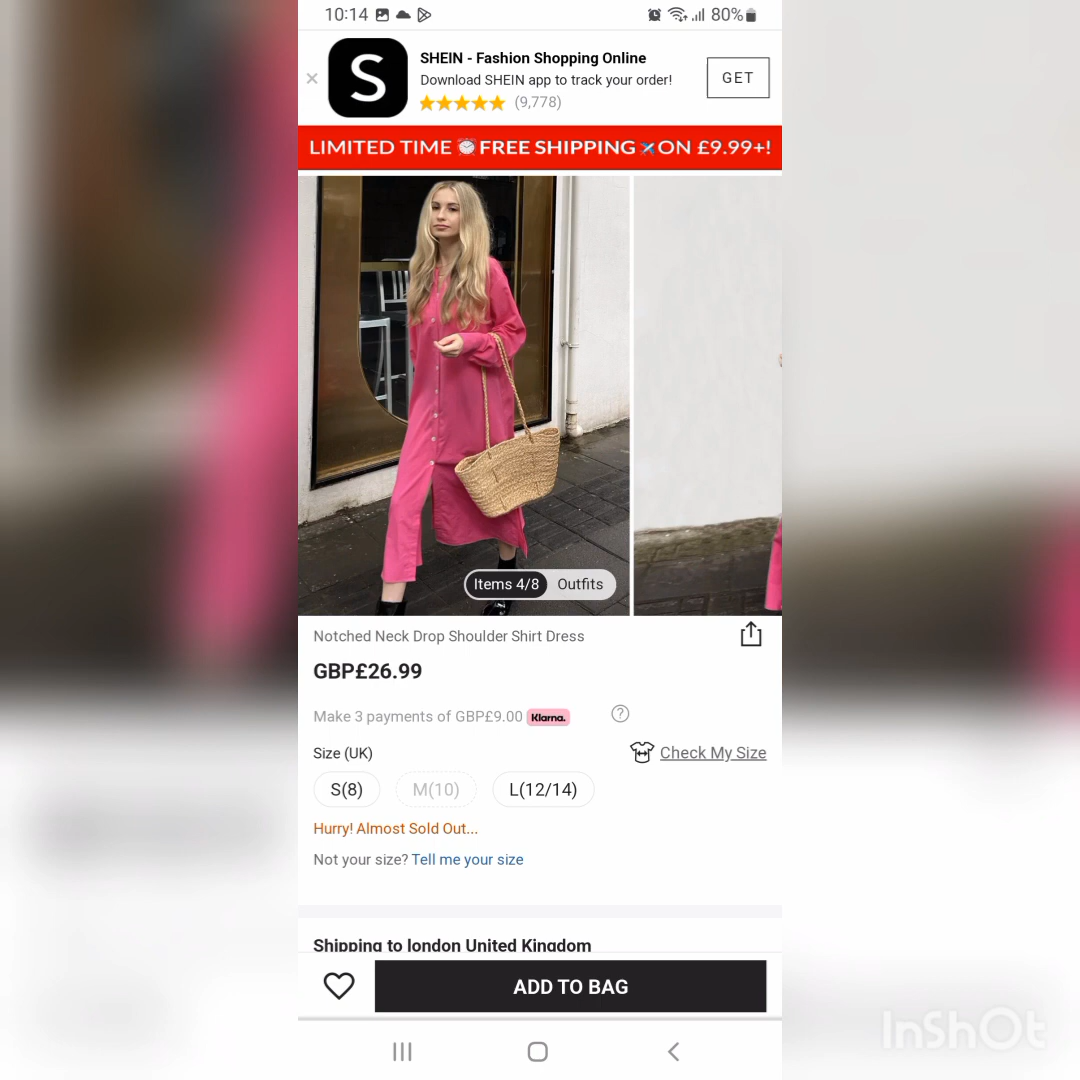 10:14 80%
SHEIN - Fashion Shopping Online
S
Download SHEIN app to track your order!
(9,778)
GET
LIMITED TIME FREE SHIPPING ON £9.99+!
Items 4/8 Outfits
Notched Neck Drop Shoulder Shirt Dress
GBP£26.99
Make 3 payments of GBP£9.00 Klarna. ?
Size (UK) Check My Size
S(8) M(10) L(12/14)
Hurry! Almost Sold Out...
Not your size? Tell me your size
Shipping to london United Kingdom
ADD TO BAG
InShOt